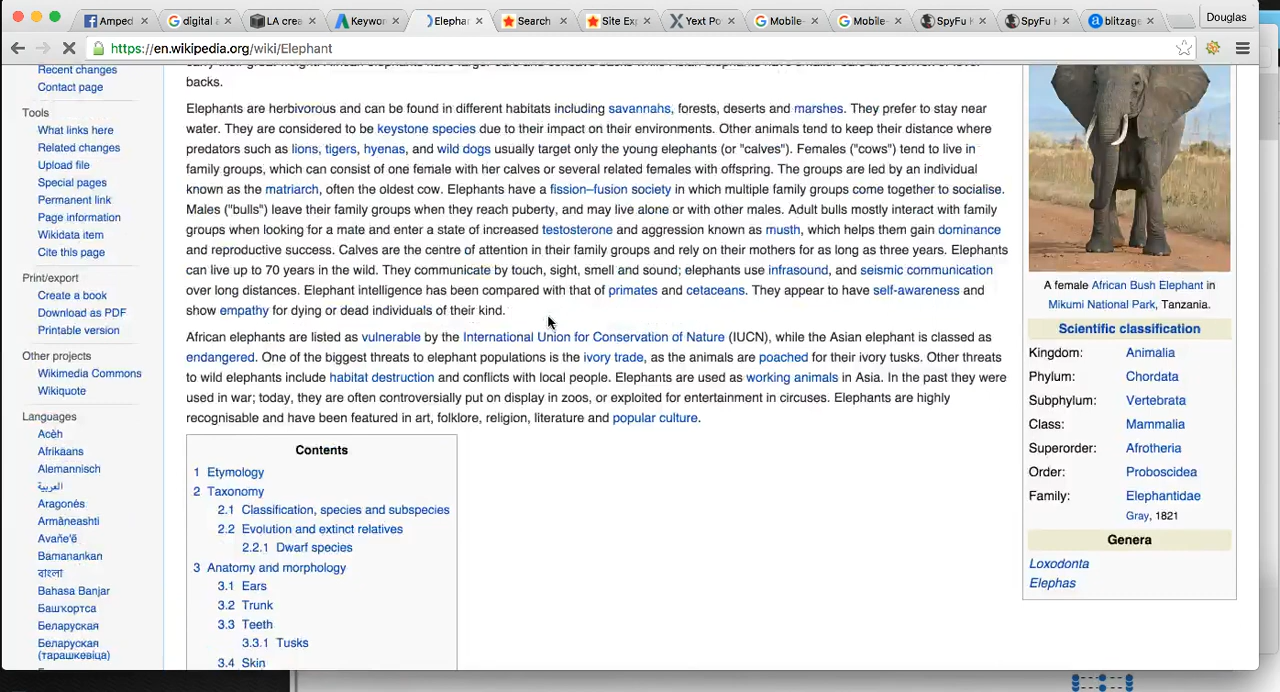 Amped
digital a
LA crea
Keywor
Elephan
Search
Site Exp
Yext Po
Mobile-
Mobile-
SpyFu K
SpyFu K
blitzage
Douglas
https://en.wikipedia.org/wiki/Elephant
Recent changes
Contact page
Tools
What links here
Related changes
Upload file
Special pages
Permanent link
Page information
Wikidata item
Cite this page
Print/export
Create a book
Download as PDF
Printable version
Other projects
Wikimedia Commons
Wikiquote
Languages
Acèh
Afrikaans
Alemannisch
العربية
Aragonés
Armãneashti
Avañe'ẽ
Bamanankan
বাংলা
Bahasa Banjar
Башҡортса
Беларуская
Беларуская
(тарашкевіца)
backs.
Elephants are herbivorous and can be found in different habitats including savannahs, forests, deserts and marshes. They prefer to stay near
water. They are considered to be keystone species due to their impact on their environments. Other animals tend to keep their distance where
predators such as lions, tigers, hyenas, and wild dogs usually target only the young elephants (or "calves"). Females ("cows") tend to live in
family groups, which can consist of one female with her calves or several related females with offspring. The groups are led by an individual
known as the matriarch, often the oldest cow. Elephants have a fission–fusion society in which multiple family groups come together to socialise.
Males ("bulls") leave their family groups when they reach puberty, and may live alone or with other males. Adult bulls mostly interact with family
groups when looking for a mate and enter a state of increased testosterone and aggression known as musth, which helps them gain dominance
and reproductive success. Calves are the centre of attention in their family groups and rely on their mothers for as long as three years. Elephants
can live up to 70 years in the wild. They communicate by touch, sight, smell and sound; elephants use infrasound, and seismic communication
over long distances. Elephant intelligence has been compared with that of primates and cetaceans. They appear to have self-awareness and
show empathy for dying or dead individuals of their kind.
African elephants are listed as vulnerable by the International Union for Conservation of Nature (IUCN), while the Asian elephant is classed as
endangered. One of the biggest threats to elephant populations is the ivory trade, as the animals are poached for their ivory tusks. Other threats
to wild elephants include habitat destruction and conflicts with local people. Elephants are used as working animals in Asia. In the past they were
used in war; today, they are often controversially put on display in zoos, or exploited for entertainment in circuses. Elephants are highly
recognisable and have been featured in art, folklore, religion, literature and popular culture.
Contents
1 Etymology
2 Taxonomy
2.1 Classification, species and subspecies
2.2 Evolution and extinct relatives
2.2.1 Dwarf species
3 Anatomy and morphology
3.1 Ears
3.2 Trunk
3.3 Teeth
3.3.1 Tusks
3.4 Skin
A female African Bush Elephant in
Mikumi National Park, Tanzania.
Scientific classification
Kingdom: Animalia
Phylum: Chordata
Subphylum: Vertebrata
Class: Mammalia
Superorder: Afrotheria
Order: Proboscidea
Family: Elephantidae
Gray, 1821
Genera
Loxodonta
Elephas